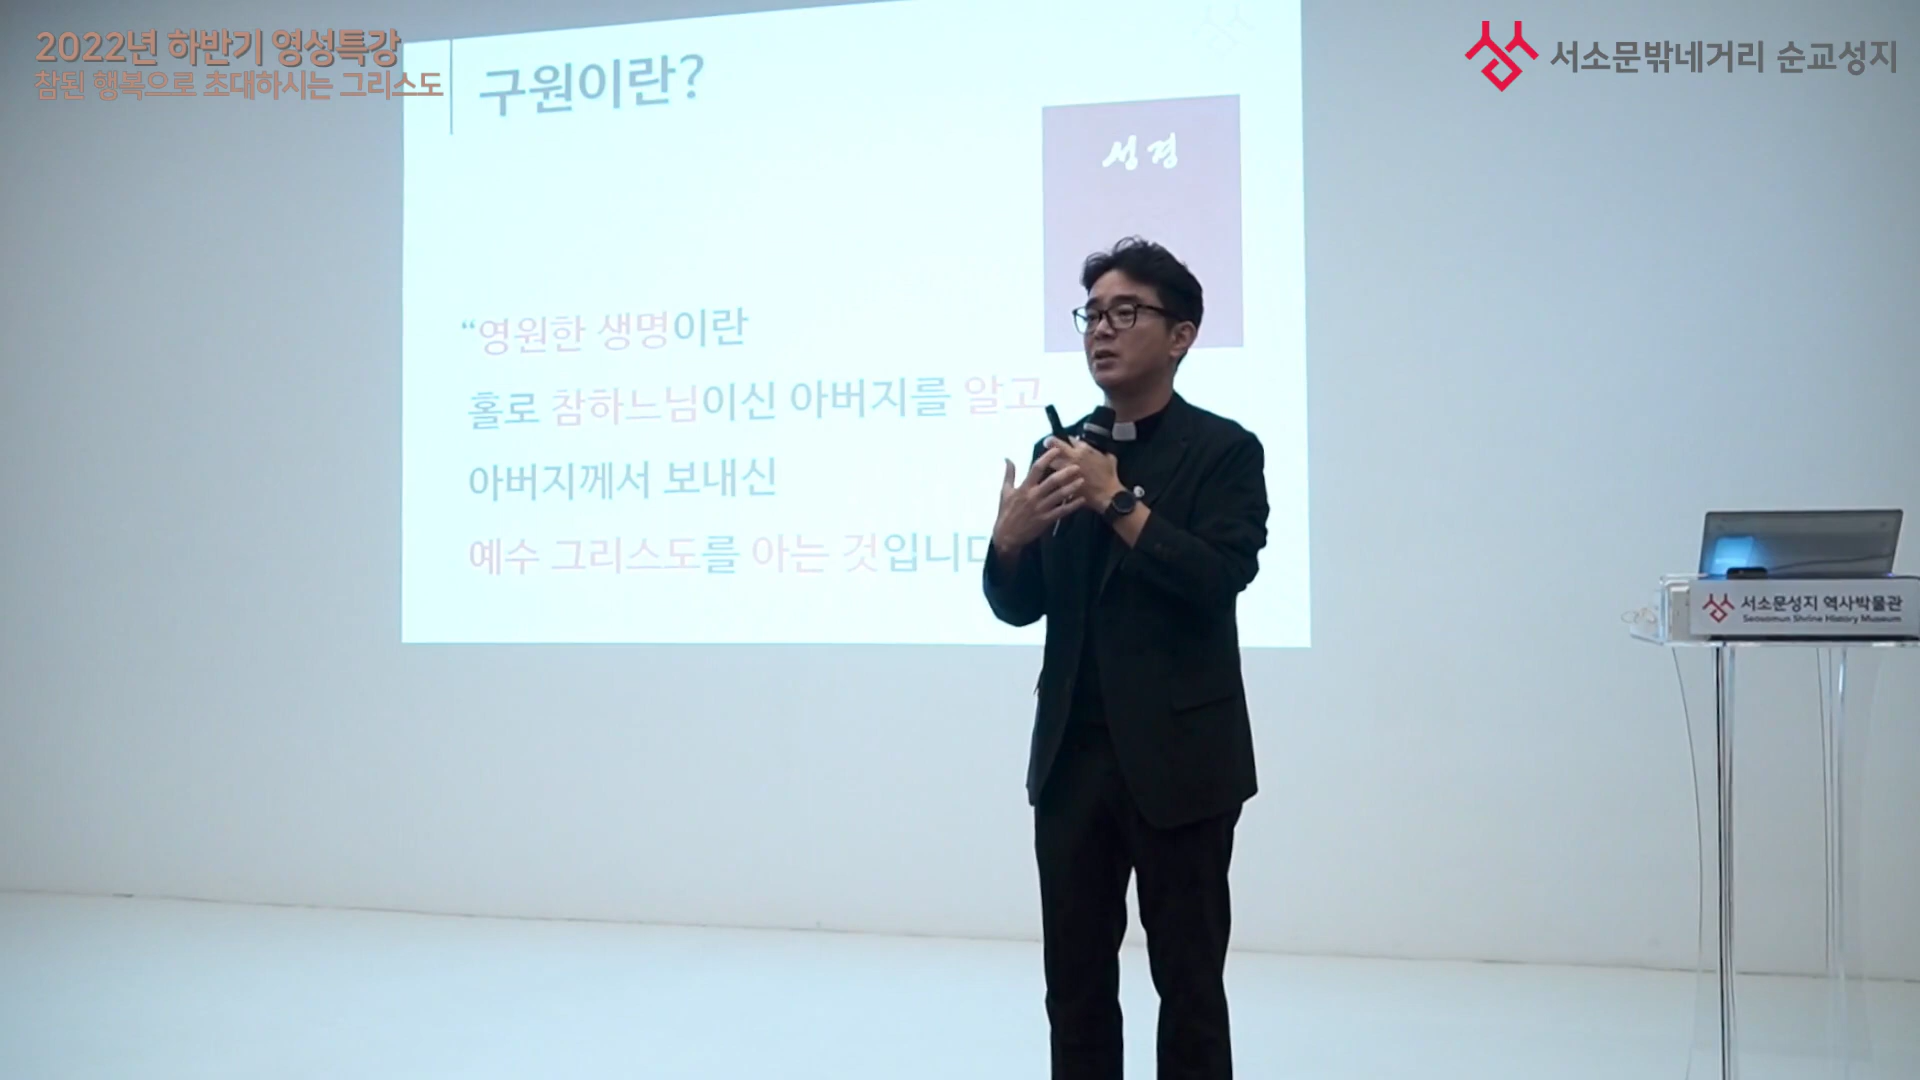 2022년 하반기 영성특강
참된 행복으로 초대하시는 그리스도
서소문밖네거리 순교성지
구원이란?
성경
“영원한 생명이란
홀로 참하느님이신 아버지를 알고
아버지께서 보내신
예수 그리스도를 아는 것입니다
서소문성지 역사박물관
Seosomun Shrine History Museum